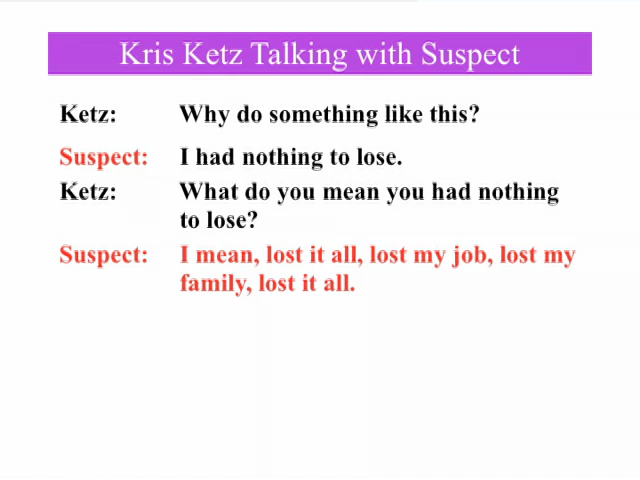 Kris Ketz Talking with Suspect
Ketz: Why do something like this?
Suspect: I had nothing to lose.
Ketz: What do you mean you had nothing
to lose?
Suspect: I mean, lost it all, lost my job, lost my
family, lost it all.